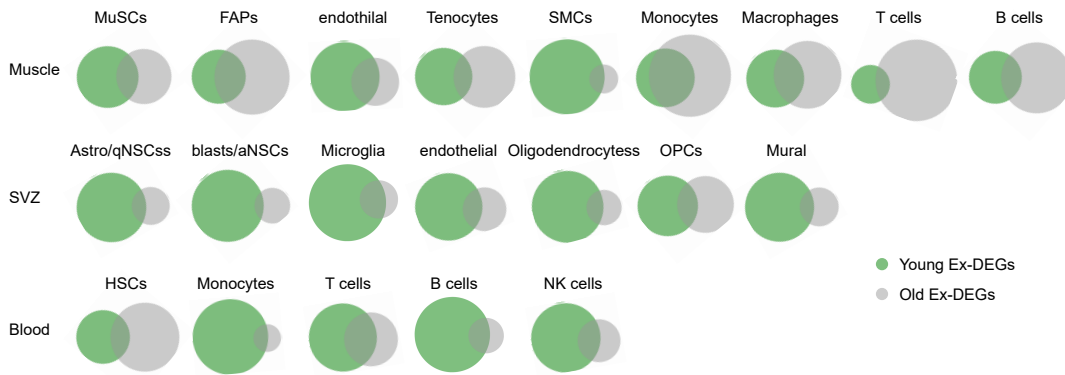 MuSCs FAPs endothilal Tenocytes SMCs Monocytes Macrophages T cells B cells
Muscle
Astro/qNSCss blasts/aNSCs Microglia endothelial Oligodendrocytess OPCs Mural
SVZ
Young Ex-DEGs
Old Ex-DEGs
HSCs Monocytes T cells B cells NK cells
Blood